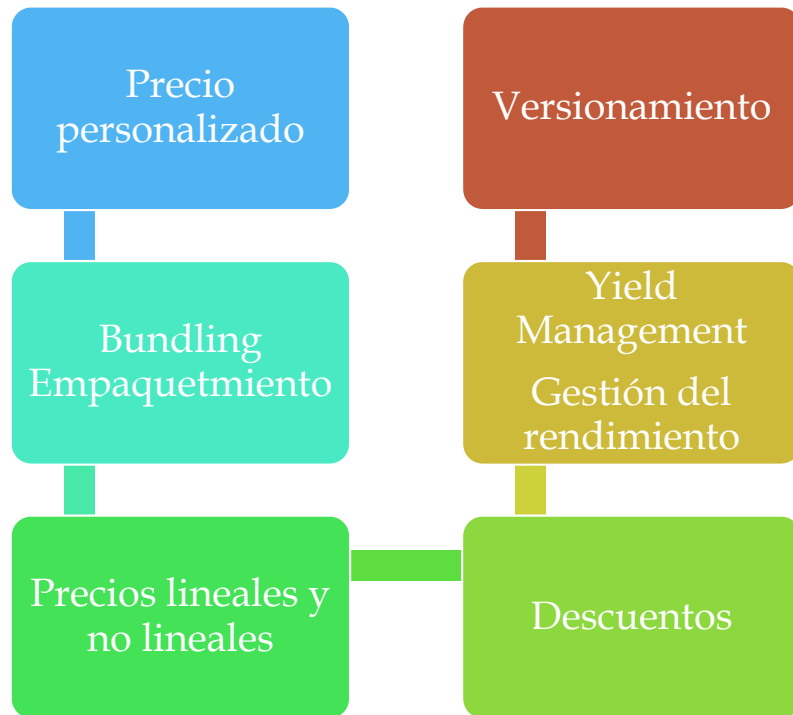 Precio
personalizado
Bundling
Empaquetmiento
Precios lineales y
no lineales
Descuentos
Yield
Management
Gestión del
rendimiento
Versionamiento